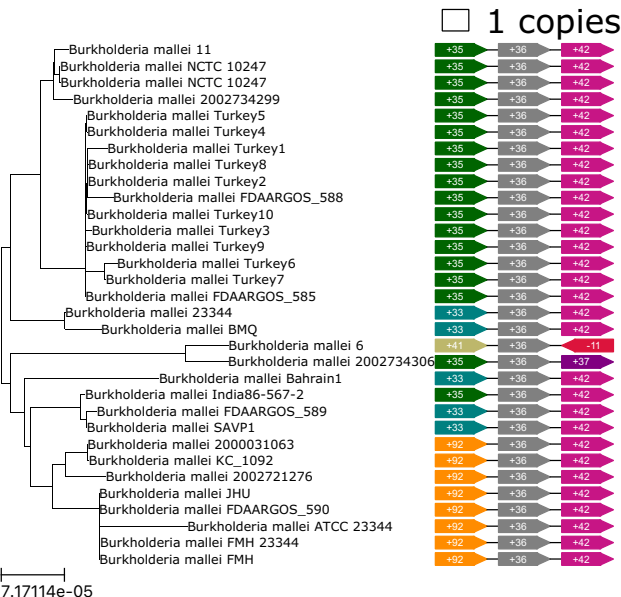 1 copies
Burkholderia mallei 11 +35 +36 +42
Burkholderia mallei NCTC 10247 +35 +36 +42
Burkholderia mallei NCTC 10247 +35 +36 +42
Burkholderia mallei 2002734299 +35 +36 +42
Burkholderia mallei Turkey5 +35 +36 +42
Burkholderia mallei Turkey4 +35 +36 +42
Burkholderia mallei Turkey1 +35 +36 +42
Burkholderia mallei Turkey8 +35 +36 +42
Burkholderia mallei Turkey2 +35 +36 +42
Burkholderia mallei FDAARGOS_588 +35 +36 +42
Burkholderia mallei Turkey10 +35 +36 +42
Burkholderia mallei Turkey3 +35 +36 +42
Burkholderia mallei Turkey9 +35 +36 +42
Burkholderia mallei Turkey6 +35 +36 +42
Burkholderia mallei Turkey7 +35 +36 +42
Burkholderia mallei FDAARGOS_585 +35 +36 +42
Burkholderia mallei 23344 +33 +36 +42
Burkholderia mallei BMQ +33 +36 +42
Burkholderia mallei 6 +41 +36 -11
Burkholderia mallei 2002734306 +35 +36 +37
Burkholderia mallei Bahrain1 +33 +36 +42
Burkholderia mallei India86-567-2 +35 +36 +42
Burkholderia mallei FDAARGOS_589 +33 +36 +42
Burkholderia mallei SAVP1 +33 +36 +42
Burkholderia mallei 2000031063 +92 +36 +42
Burkholderia mallei KC_1092 +92 +36 +42
Burkholderia mallei 2002721276 +92 +36 +42
Burkholderia mallei JHU +92 +36 +42
Burkholderia mallei FDAARGOS_590 +92 +36 +42
Burkholderia mallei ATCC 23344 +92 +36 +42
Burkholderia mallei FMH 23344 +92 +36 +42
Burkholderia mallei FMH +92 +36 +42
7.17114e-05